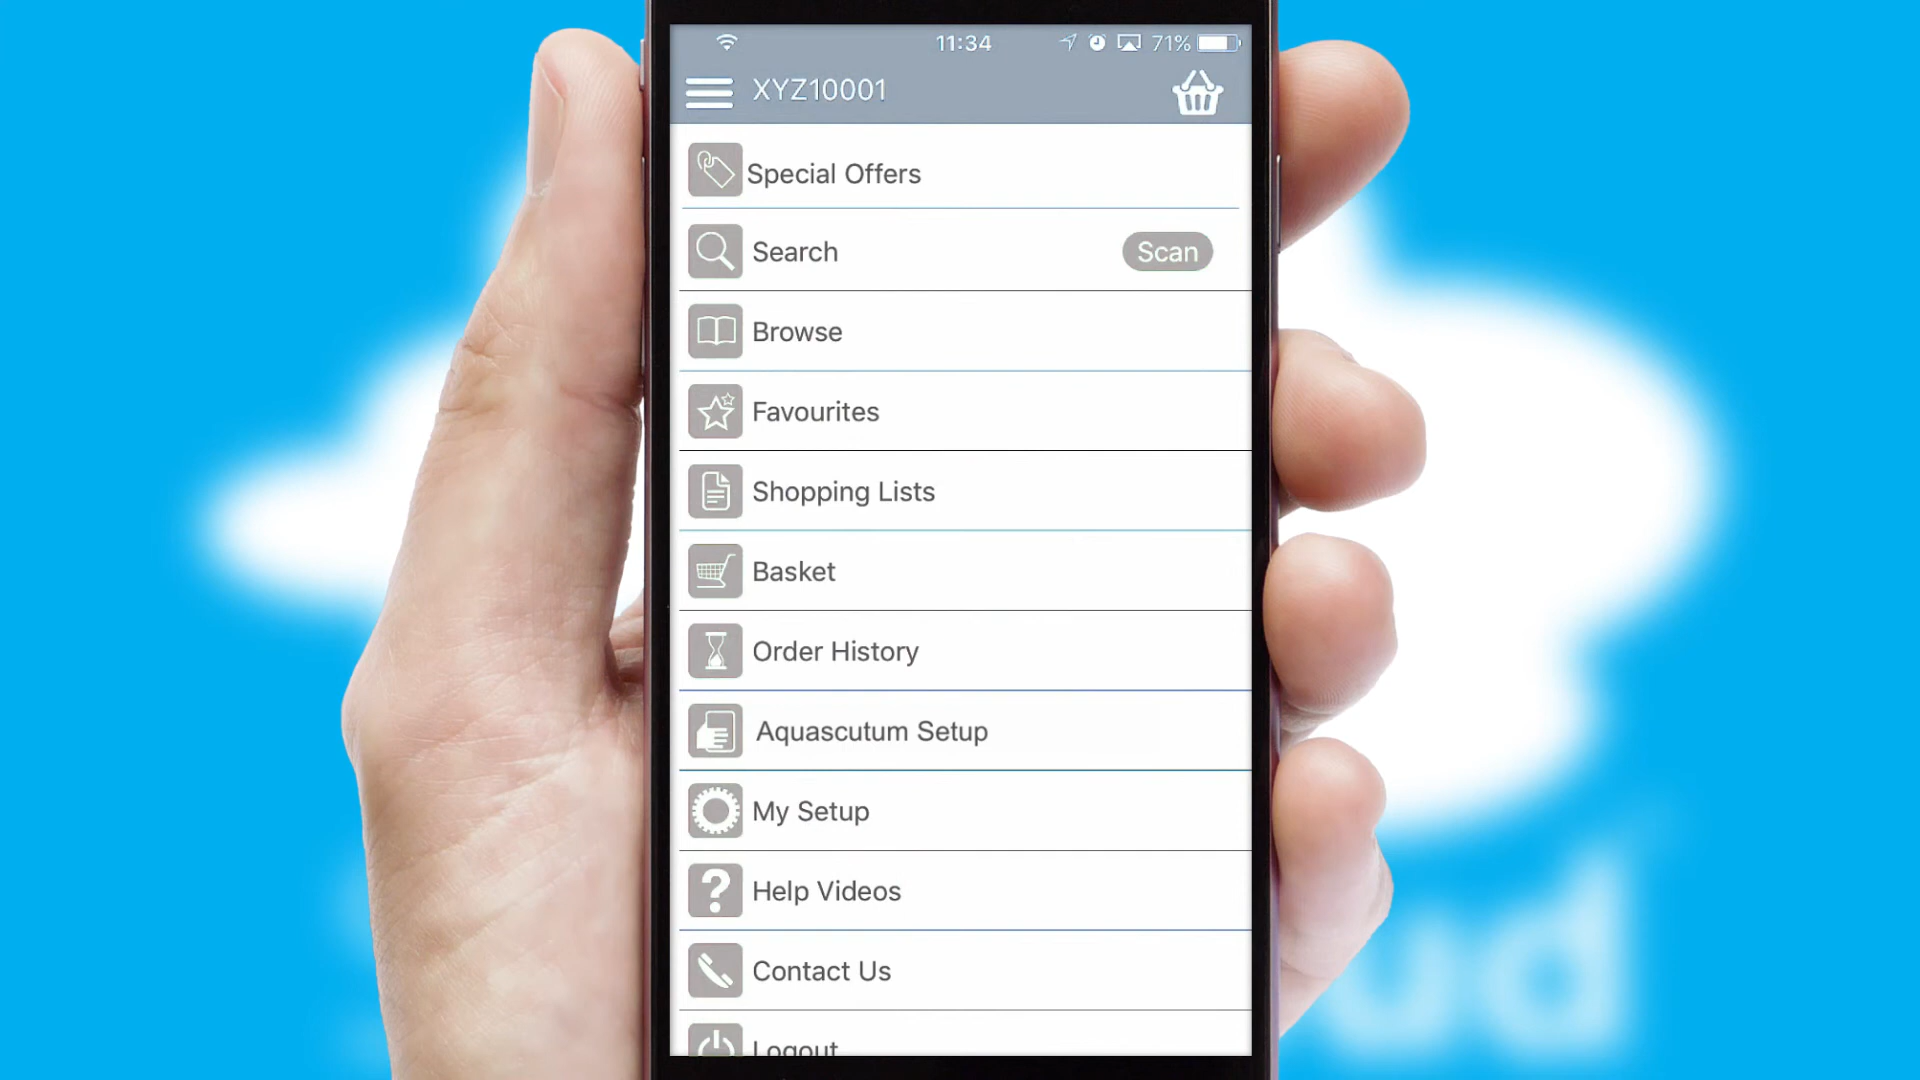 11:34
71%
XYZ10001
Special Offers
Search
Scan
Browse
Favourites
Shopping Lists
Basket
Order History
Aquascutum Setup
My Setup
Help Videos
Contact Us
Logout
ud